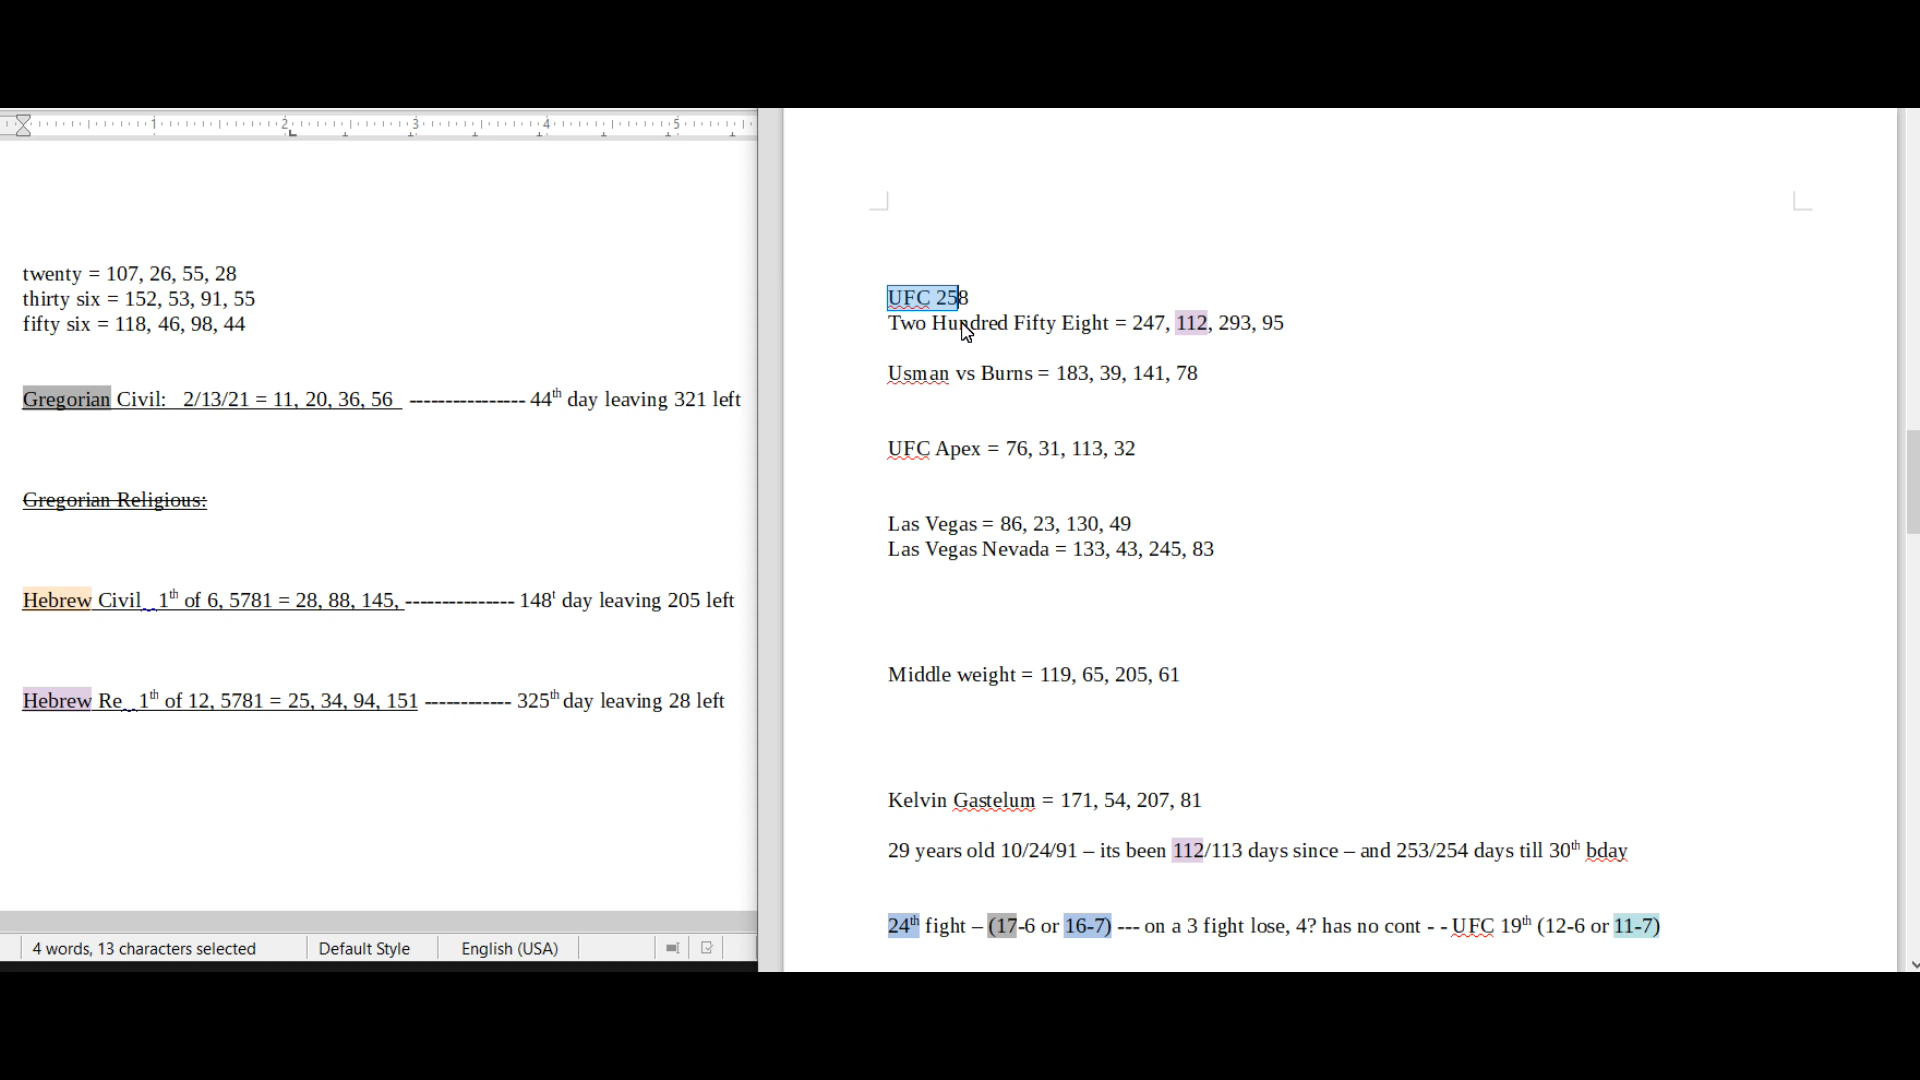 1 2 3 4 5
twenty = 107, 26, 55, 28
thirty six = 152, 53, 91, 55
fifty six = 118, 46, 98, 44
Gregorian Civil: 2/13/21 = 11, 20, 36, 56 ---------------- 44th day leaving 321 left
Gregorian Religious:
Hebrew Civil 1th of 6, 5781 = 28, 88, 145, --------------- 148t day leaving 205 left
Hebrew Re 1th of 12, 5781 = 25, 34, 94, 151 ------------ 325th day leaving 28 left
4 words, 13 characters selected Default Style English (USA)
UFC 258
Two Hundred Fifty Eight = 247, 112, 293, 95
Usman vs Burns = 183, 39, 141, 78
UFC Apex = 76, 31, 113, 32
Las Vegas = 86, 23, 130, 49
Las Vegas Nevada = 133, 43, 245, 83
Middle weight = 119, 65, 205, 61
Kelvin Gastelum = 171, 54, 207, 81
29 years old 10/24/91 – its been 112/113 days since – and 253/254 days till 30th bday
24th fight – (17-6 or 16-7) --- on a 3 fight lose, 4? has no cont - - UFC 19th (12-6 or 11-7)